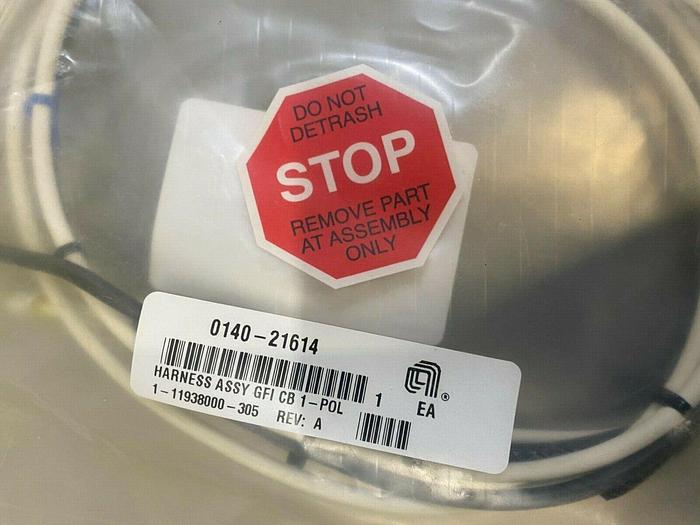 DO NOT
DETRASH
STOP
REMOVE PART
AT ASSEMBLY
ONLY
0140-21614
HARNESS ASSY GFI CB 1-POL 1
EA
1-11938000-305 REV: A